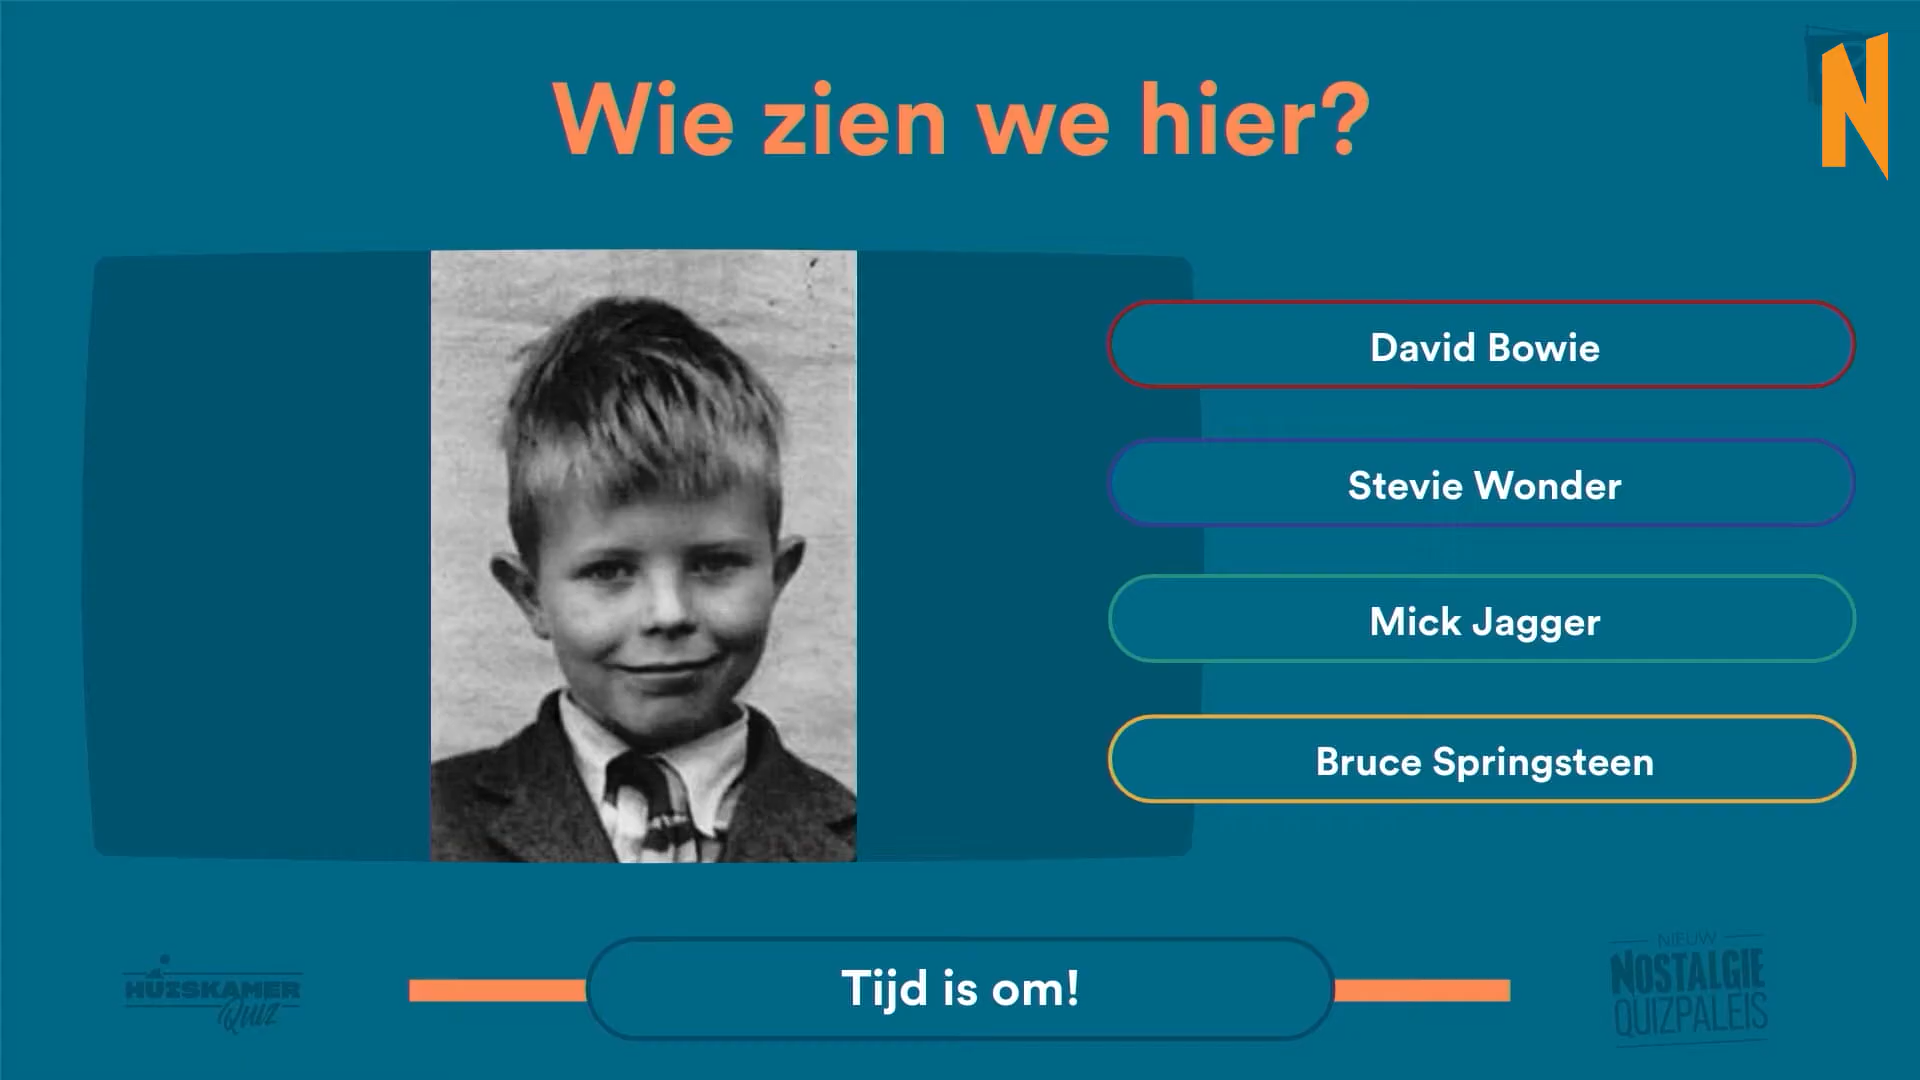 Wie zien we hier?
David Bowie
Stevie Wonder
Mick Jagger
Bruce Springsteen
Tijd is om!
HUISKAMER
Quiz
NIEUW
NOSTALGIE
QUIZPALEIS
N